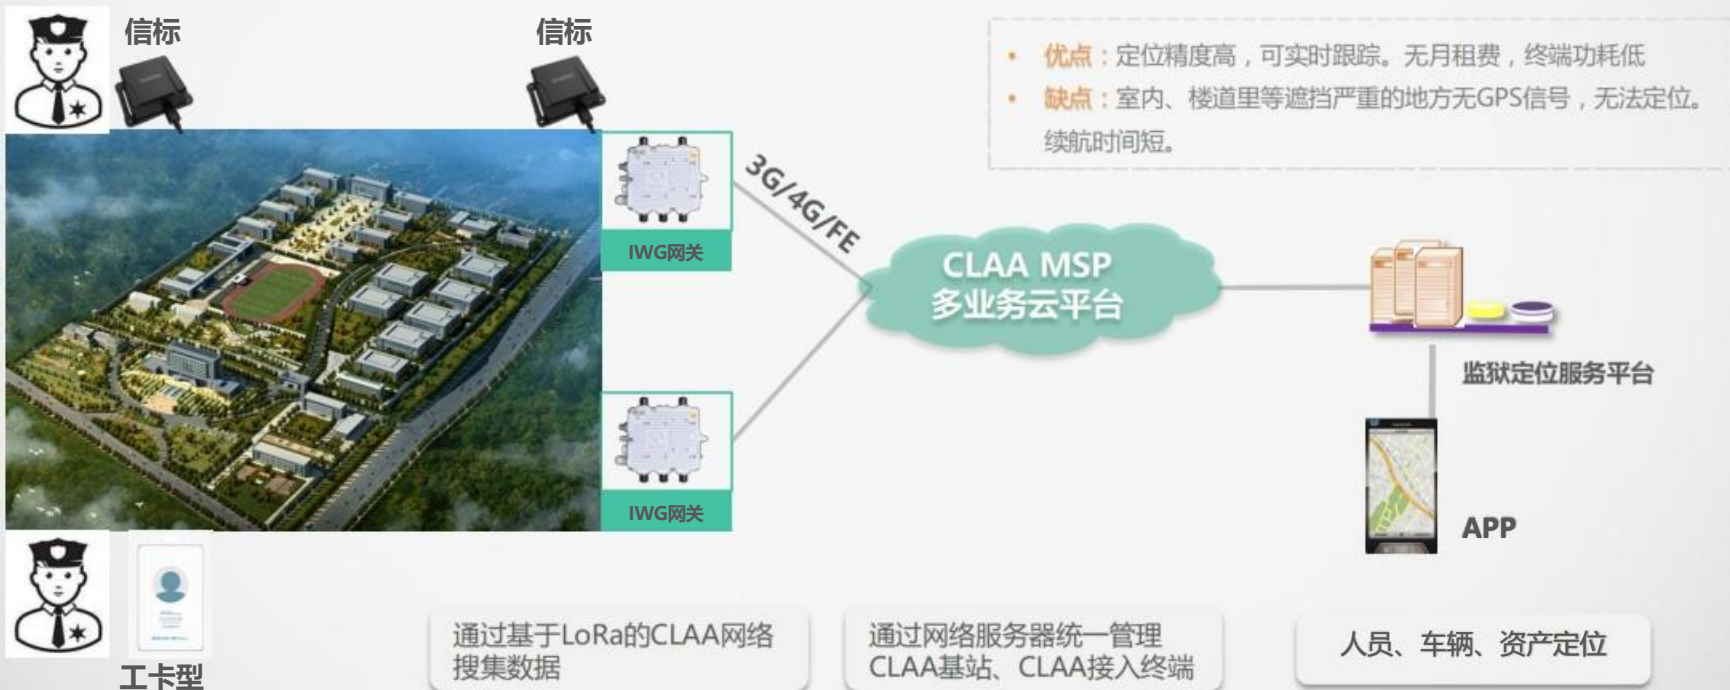 信标
信标
• 优点：定位精度高，可实时跟踪。无月租费，终端功耗低
• 缺点：室内、楼道里等遮挡严重的地方无GPS信号，无法定位。
续航时间短。
3G/4G/FE
IWG网关
CLAA MSP
多业务云平台
监狱定位服务平台
IWG网关
APP
工卡型
通过基于LoRa的CLAA网络
搜集数据
通过网络服务器统一管理
CLAA基站、CLAA接入终端
人员、车辆、资产定位